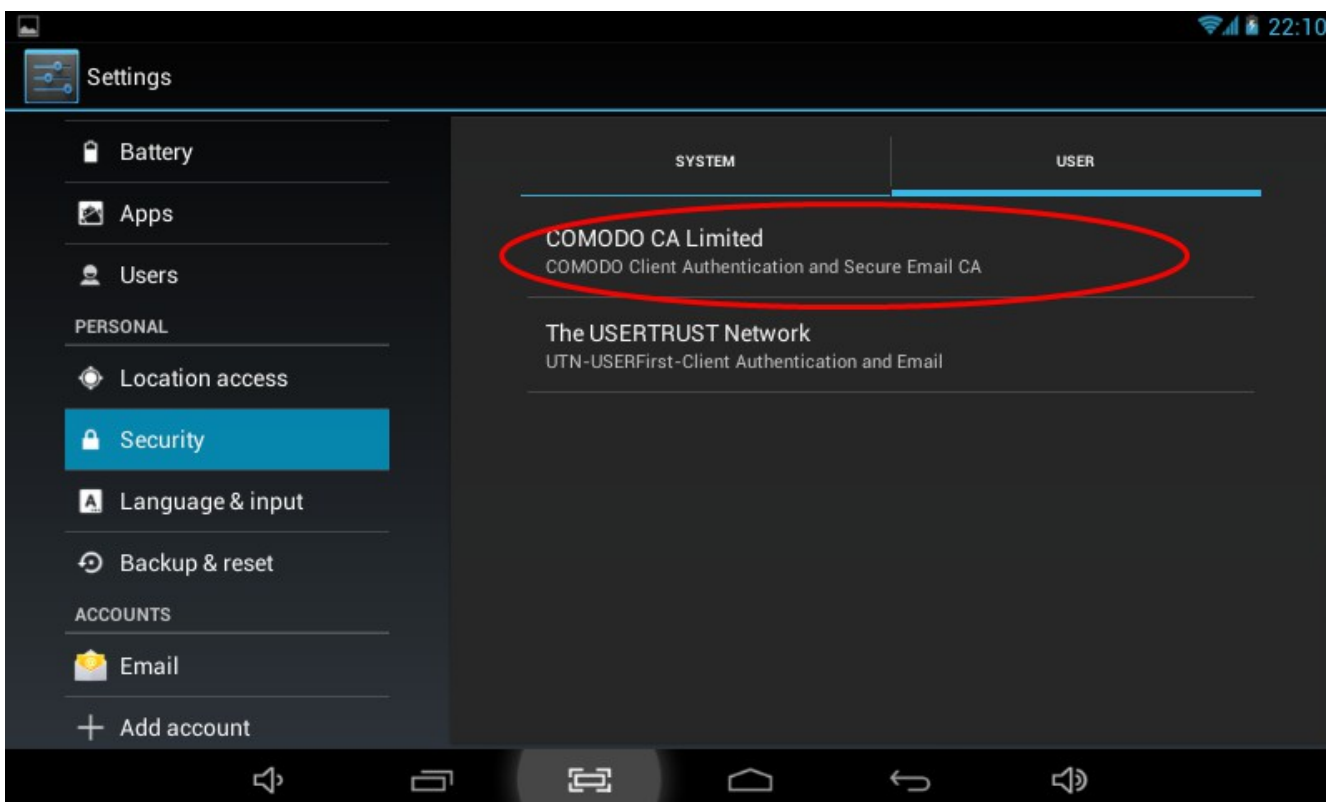 22:10
Settings
Battery
Apps
Users
PERSONAL
Location access
Security
Language & input
Backup & reset
ACCOUNTS
Email
Add account
SYSTEM USER
COMODO CA Limited
COMODO Client Authentication and Secure Email CA
The USERTRUST Network
UTN-USERFirst-Client Authentication and Email